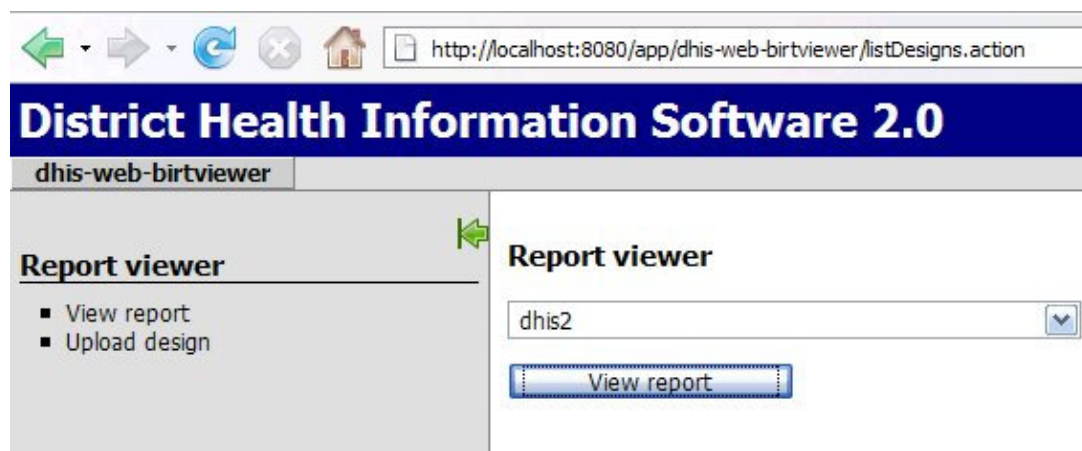 http://localhost:8080/app/dhis-web-birtviewer/listDesigns.action
District Health Information Software 2.0
dhis-web-birtviewer
Report viewer
View report
Upload design
Report viewer
dhis2
View report